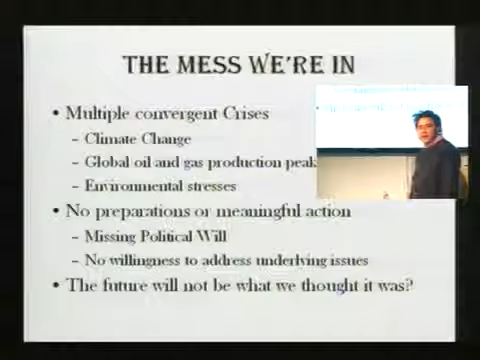 THE MESS WE'RE IN
• Multiple convergent Crises
– Climate Change
– Global oil and gas production peak
– Environmental stresses
• No preparations or meaningful action
– Missing Political Will
– No willingness to address underlying issues
• The future will not be what we thought it was?